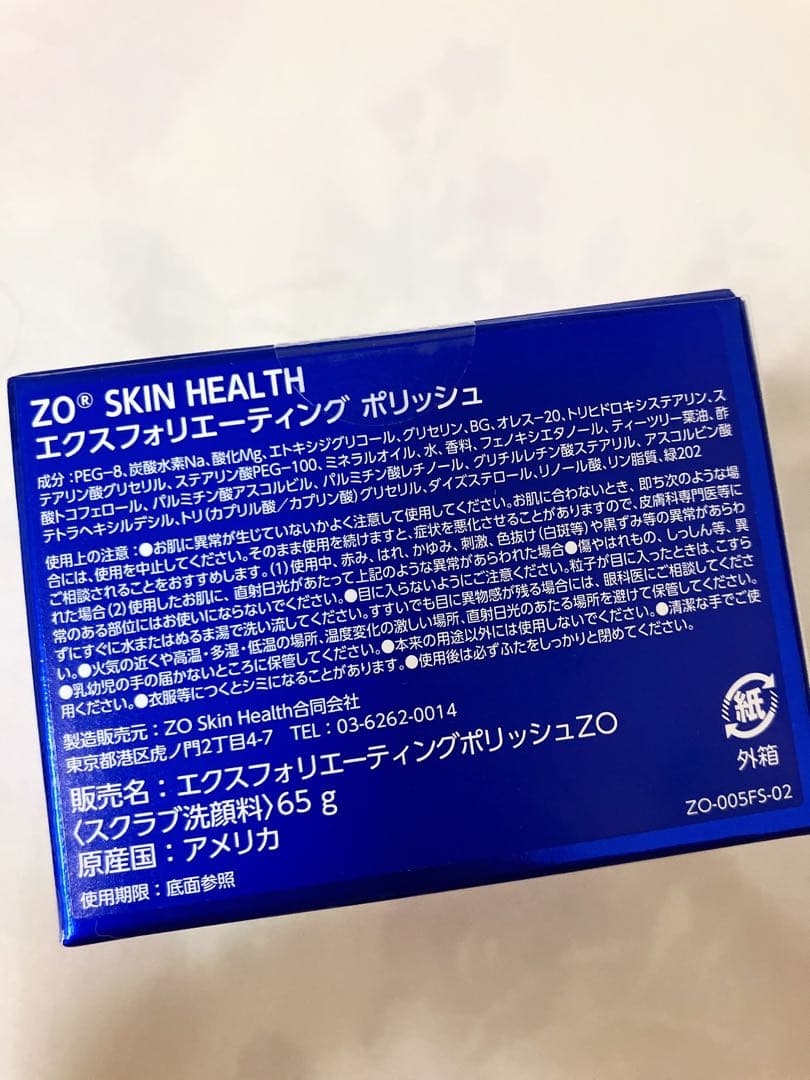 ZO® SKIN HEALTH
エクスフォリエーティング ポリッシュ
成分：PEG−8、炭酸水素Na、酸化Mg、エトキシジグリコール、グリセリン、BG、オレス−20、トリヒドロキシステアリン、ス
テアリン酸グリセリル、ステアリン酸PEG-100、ミネラルオイル、水、香料、フェノキシエタノール、ティーツリー葉油、酢
酸トコフェロール、パルミチン酸アスコルビル、パルミチン酸レチノール、グリチルレチン酸ステアリル、アスコルビン酸
テトラヘキシルデシル、トリ（カプリル酸／カプリン酸）グリセリル、ダイズステロール、リノール酸、リン脂質、緑202
使用上の注意：●お肌に異常が生じていないかよく注意して使用してください。お肌に合わないとき、即ち次のような場
合には、使用を中止してください。そのまま使用を続けますと、症状を悪化させることがありますので、皮膚科専門医等に
ご相談されることをおすすめします。(1)使用中、赤み、はれ、かゆみ、刺激、色抜け（白斑等）や黒ずみ等の異常があらわ
れた場合(2)使用したお肌に、直射日光があたって上記のような異常があらわれた場合●傷やはれもの、しっしん等、異
常のある部位にはお使いにならないでください。●目に入らないようにご注意ください。粒子が目に入ったときは、こすら
ずにすぐに水またはぬるま湯で洗い流してください。すすいでも目に異物感が残る場合には、眼科医にご相談してくださ
い。●火気の近くや高温・多湿・低温の場所、温度変化の激しい場所、直射日光のあたる場所を避けて保管してください。
●乳幼児の手の届かないところに保管してください。●本来の用途以外には使用しないでください。●清潔な手でご使
用ください。●衣服等につくとシミになることがあります。●使用後は必ずふたをしっかりと閉めてください。
製造販売元：ZO Skin Health合同会社
東京都港区虎ノ門2丁目4-7 TEL：03-6262-0014
販売名：エクスフォリエーティングポリッシュZO
〈スクラブ洗顔料〉65 g
原産国：アメリカ
使用期限：底面参照
紙
外箱
ZO-005FS-02